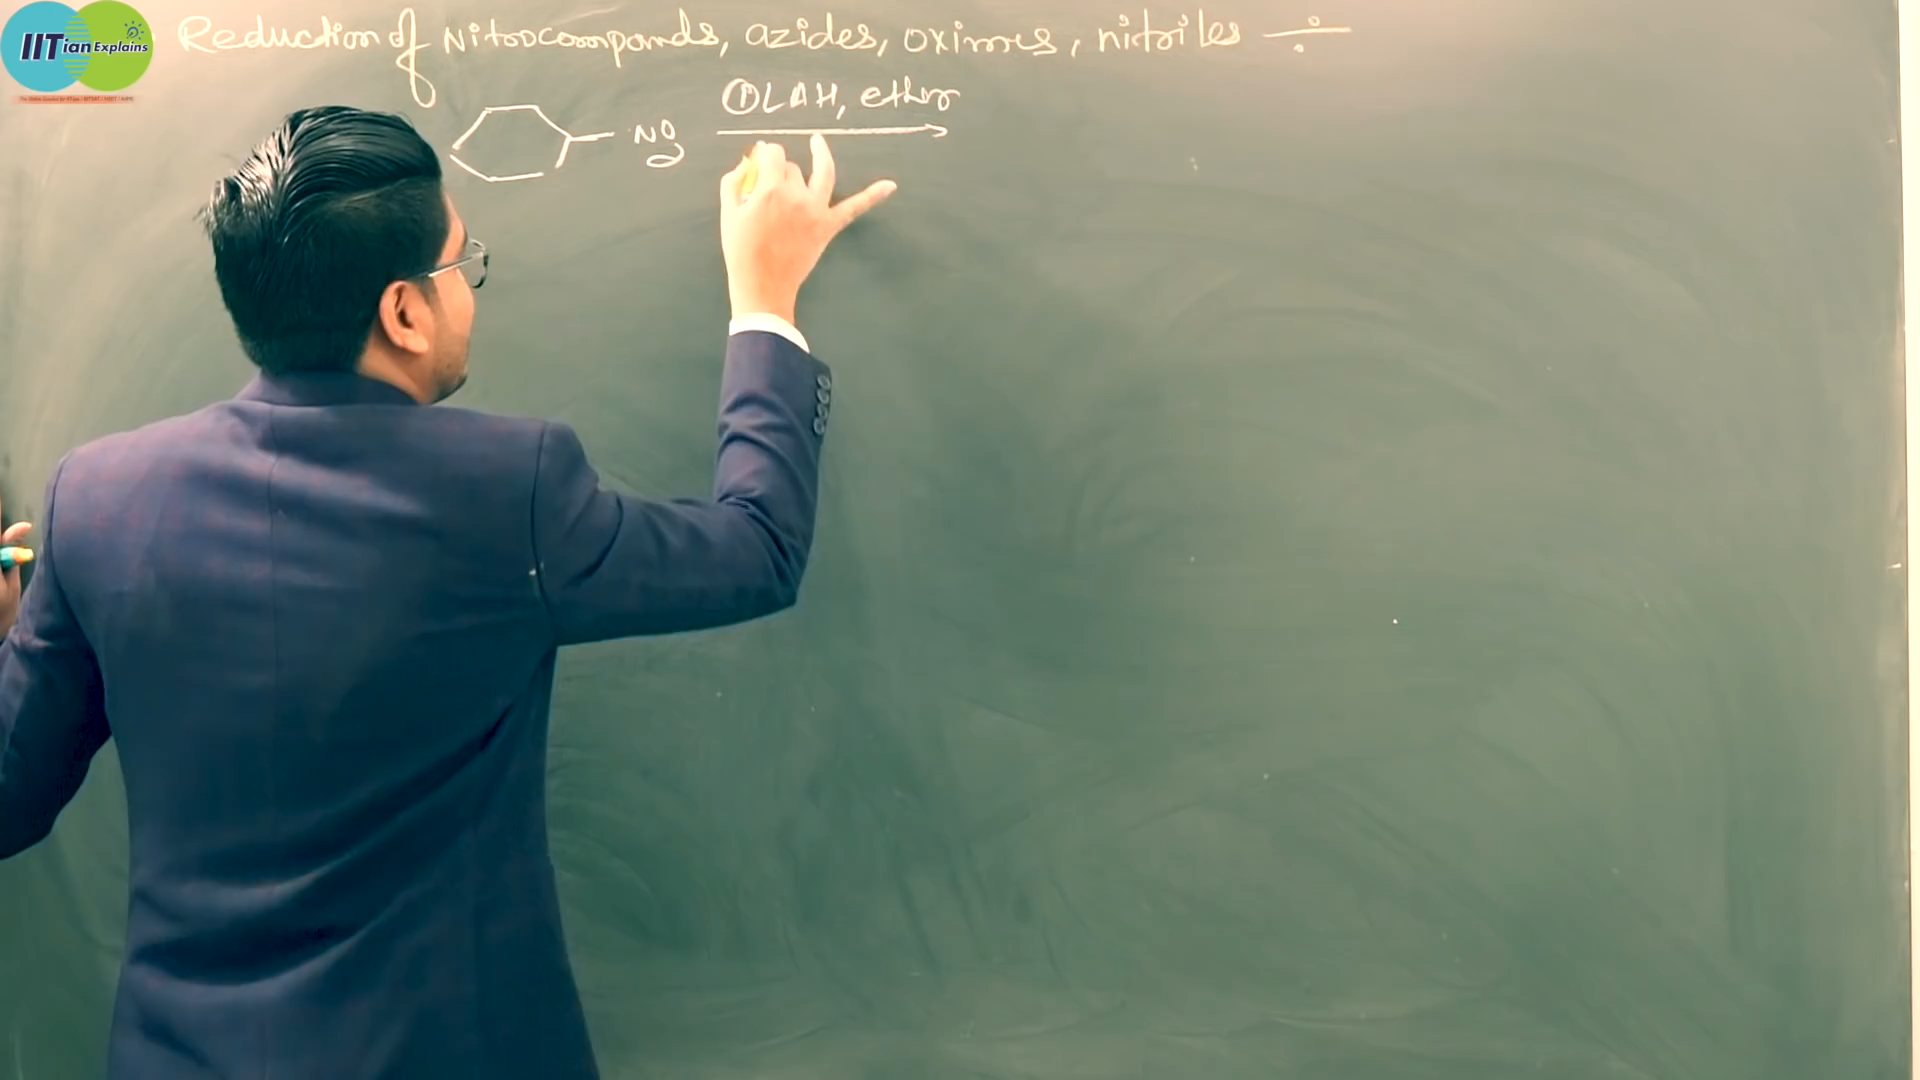 IITian Explains
Reduction of Nitrocompounds, azides, oximes, nitriles ÷
① LAH, ether
NO2